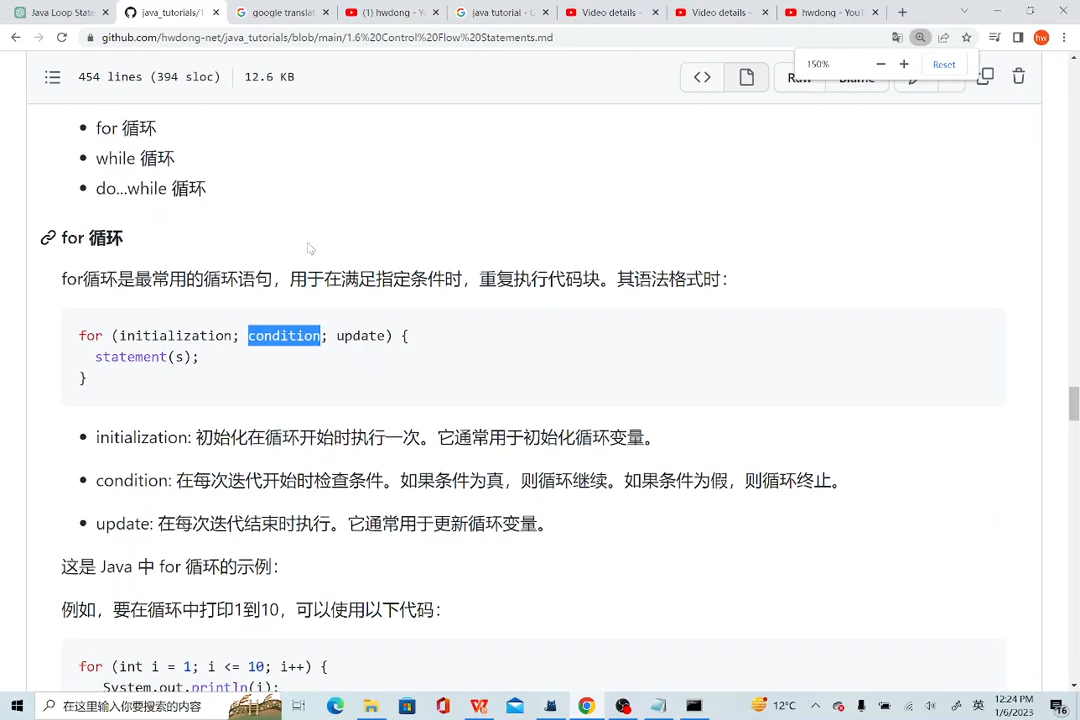 Java Loop State
java_tutorials/1
google translat
(1) hwdong - Yo
java tutorial - G
Video details -
Video details -
hwdong - YouT
github.com/hwdong-net/java_tutorials/blob/main/1.6%20Control%20Flow%20Statements.md
hw
150%
Reset
454 lines (394 sloc)
12.6 KB
Raw
Blame
for 循环
while 循环
do...while 循环
for 循环
for循环是最常用的循环语句，用于在满足指定条件时，重复执行代码块。其语法格式时：
for (initialization; condition; update) {
statement(s);
}
initialization: 初始化在循环开始时执行一次。它通常用于初始化循环变量。
condition: 在每次迭代开始时检查条件。如果条件为真，则循环继续。如果条件为假，则循环终止。
update: 在每次迭代结束时执行。它通常用于更新循环变量。
这是 Java 中 for 循环的示例：
例如，要在循环中打印1到10，可以使用以下代码：
for (int i = 1; i <= 10; i++) {
System.out.println(i);
在这里输入你要搜索的内容
12°C
英
12:24 PM
1/6/2023
16